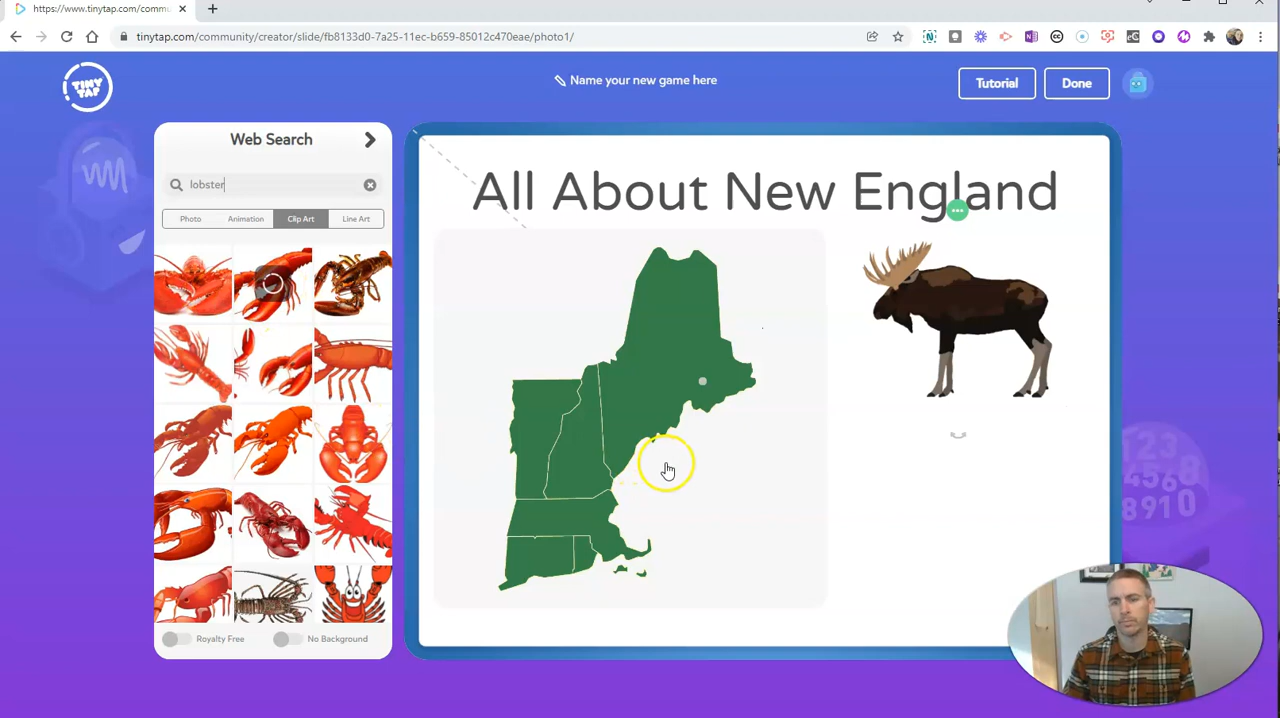 https://www.tinytap.com/commu
tinytap.com/community/creator/slide/fb8133d0-7a25-11ec-b659-85012c470eae/photo1/
TINY TAP
Name your new game here
Tutorial
Done
Web Search
lobster
Photo
Animation
Clip Art
Line Art
Royalty Free
No Background
All About New England